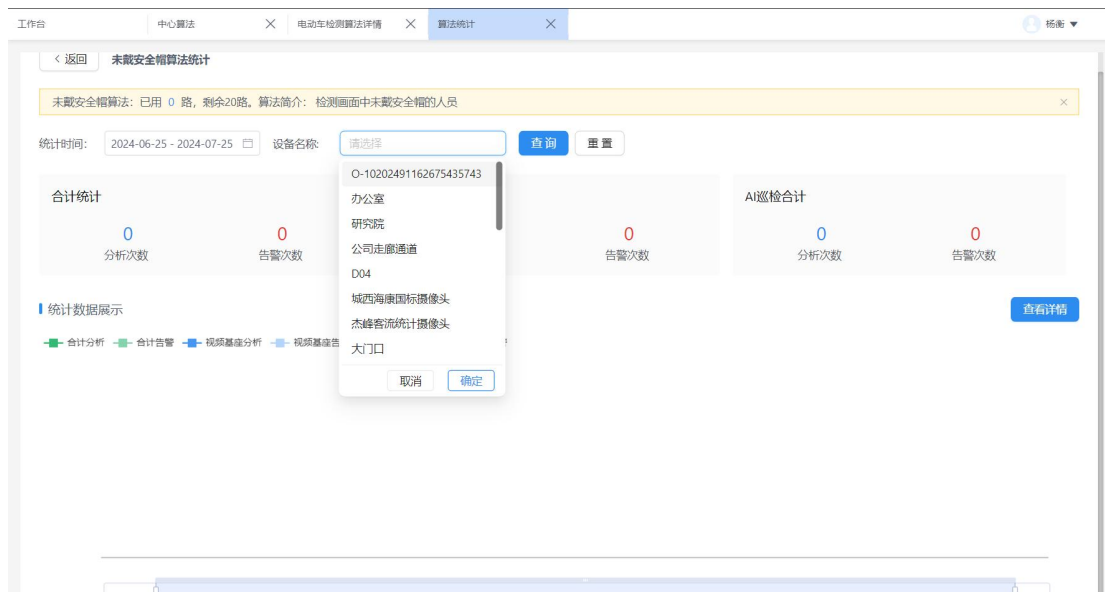 工作台 中心算法 电动车检测算法详情 算法统计 杨衡
返回 未戴安全帽算法统计
未戴安全帽算法：已用 0 路，剩余20路。算法简介： 检测画面中未戴安全帽的人员
统计时间: 2024-06-25 - 2024-07-25 设备名称: 请选择 查询 重置
O-10202491162675435743
合计统计 办公室 AI巡检合计
研究院
0 0 0 0 0
分析次数 告警次数 公司走廊通道 告警次数 分析次数 告警次数
D04
城西海康国标摄像头
统计数据展示 查看详情
杰峰客流统计摄像头
合计分析 合计告警 视频基座分析 视频基座告
大门口
取消 确定